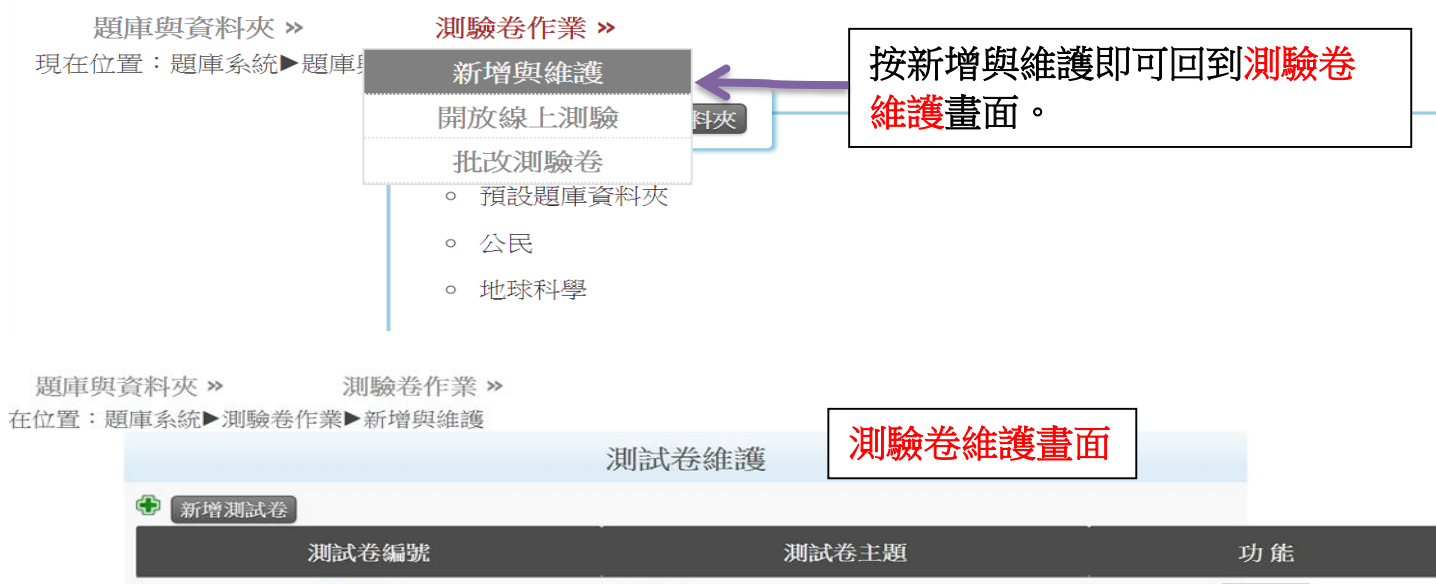 題庫與資料夾 » 測驗卷作業 »
現在位置：題庫系統▶題庫
新增與維護
開放線上測驗
料夾
批改測驗卷
按新增與維護即可回到測驗卷
維護畫面。
預設題庫資料夾
公民
地球科學
題庫與資料夾 » 測驗卷作業 »
在位置：題庫系統▶測驗卷作業▶新增與維護
測試卷維護
測驗卷維護畫面
新增測試卷
測試卷編號 測試卷主題 功能